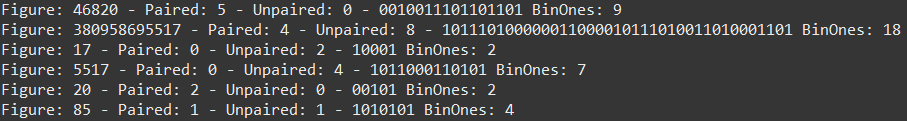 Figure: 46820 - Paired: 5 - Unpaired: 0 - 0010011101101101 BinOnes: 9
Figure: 380958695517 - Paired: 4 - Unpaired: 8 - 101110100000011000010111010011010001101 BinOnes: 18
Figure: 17 - Paired: 0 - Unpaired: 2 - 10001 BinOnes: 2
Figure: 5517 - Paired: 0 - Unpaired: 4 - 1011000110101 BinOnes: 7
Figure: 20 - Paired: 2 - Unpaired: 0 - 00101 BinOnes: 2
Figure: 85 - Paired: 1 - Unpaired: 1 - 1010101 BinOnes: 4